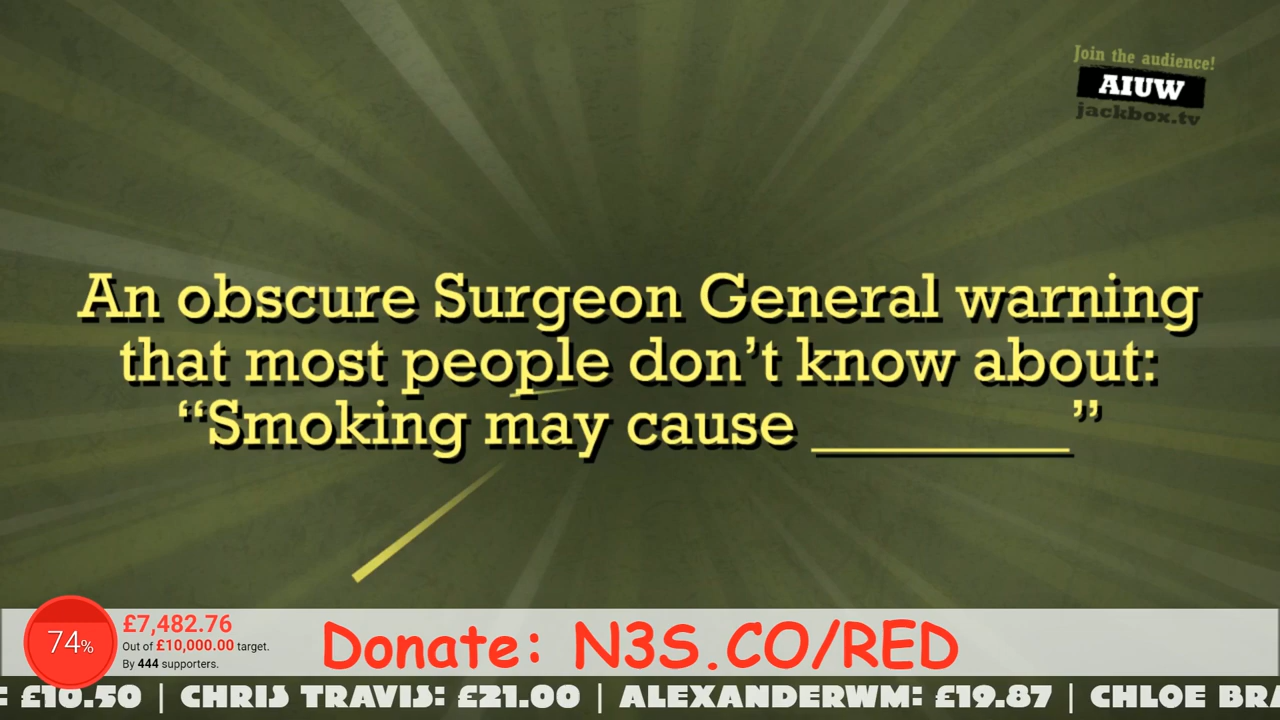 Join the audience!
AIUW
jackbox.tv
An obscure Surgeon General warning
that most people don't know about:
“Smoking may cause ________”
74%
£7,482.76
Out of £10,000.00 target.
By 444 supporters.
Donate: N3S.CO/RED
: £10.50 | CHRIS TRAVIS: £21.00 | ALEXANDERWM: £19.87 | CHLOE BRA